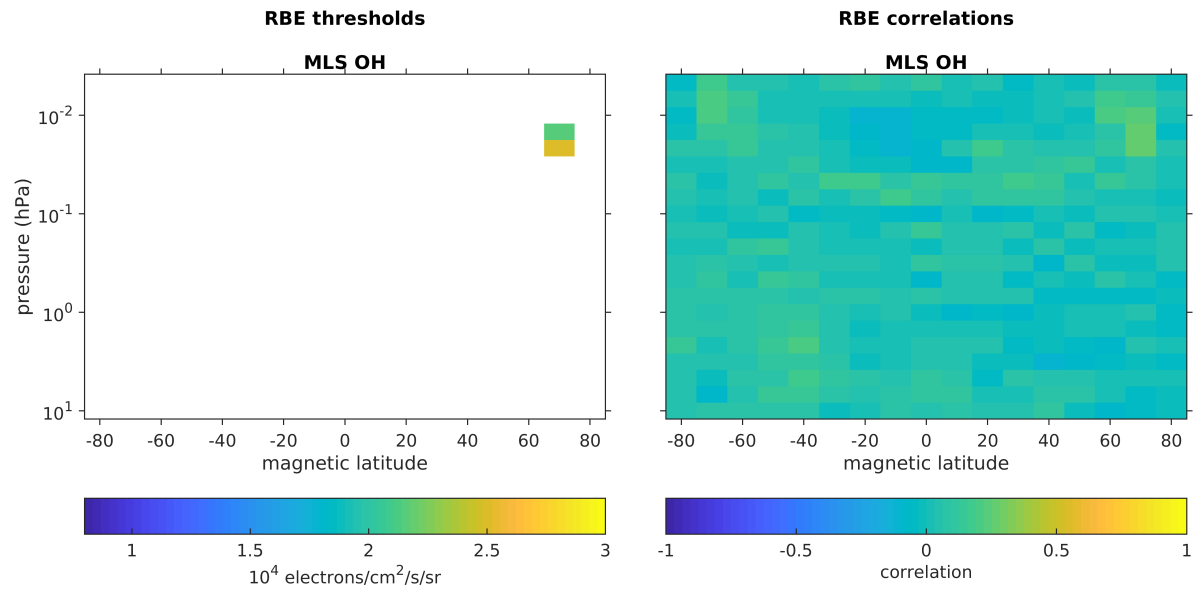 RBE thresholds
MLS OH
10^-2
10^-1
10^0
10^1
pressure (hPa)
-80 -60 -40 -20 0 20 40 60 80
magnetic latitude
1 1.5 2 2.5 3
10^4 electrons/cm^2/s/sr
RBE correlations
MLS OH
-80 -60 -40 -20 0 20 40 60 80
magnetic latitude
-1 -0.5 0 0.5 1
correlation